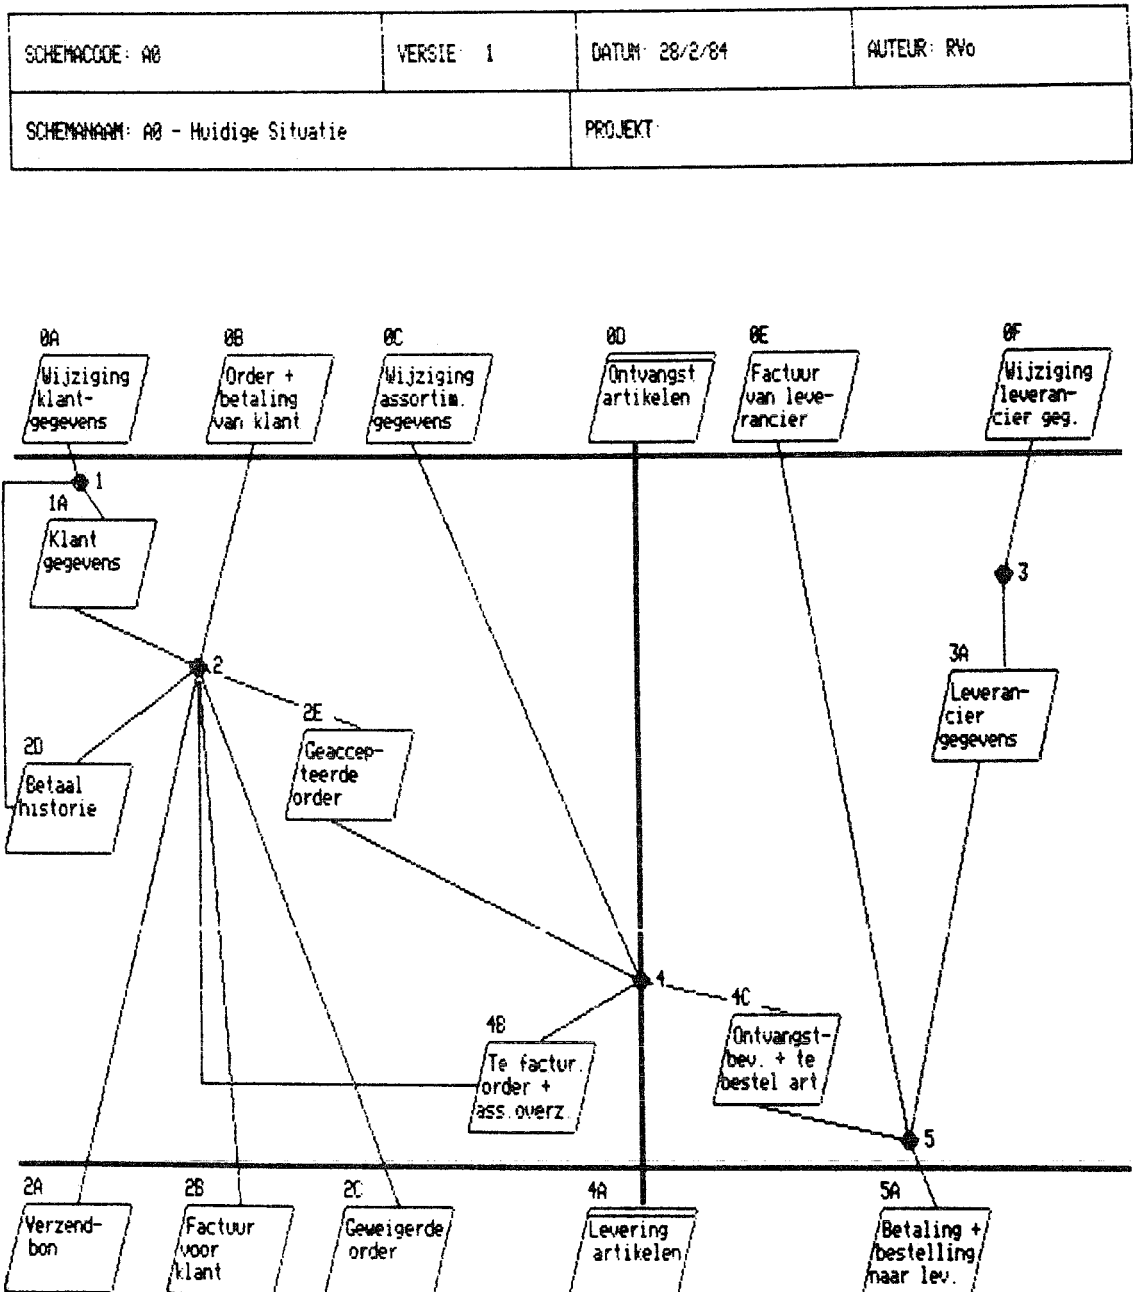 SCHEMACODE: A0
VERSIE: 1
DATUM: 28/2/84
AUTEUR: RVo
SCHEMANAAM: A0 - Huidige Situatie
PROJEKT:
0A
Wijziging
klant-
gegevens
0B
Order +
betaling
van klant
0C
Wijziging
assortim.
gegevens
0D
Ontvangst
artikelen
0E
Factuur
van leve-
rancier
0F
Wijziging
leveran-
cier geg.
1
1A
Klant
gegevens
3
2
3A
Leveran-
cier
gegevens
2E
Geaccep-
teerde
order
2D
Betaal
historie
4
4C
Ontvangst-
bev. + te
bestel art
4B
Te factur.
order +
ass.overz.
5
2A
Verzend-
bon
2B
Factuur
voor
klant
2C
Geweigerde
order
4A
Levering
artikelen
5A
Betaling +
bestelling
naar lev.